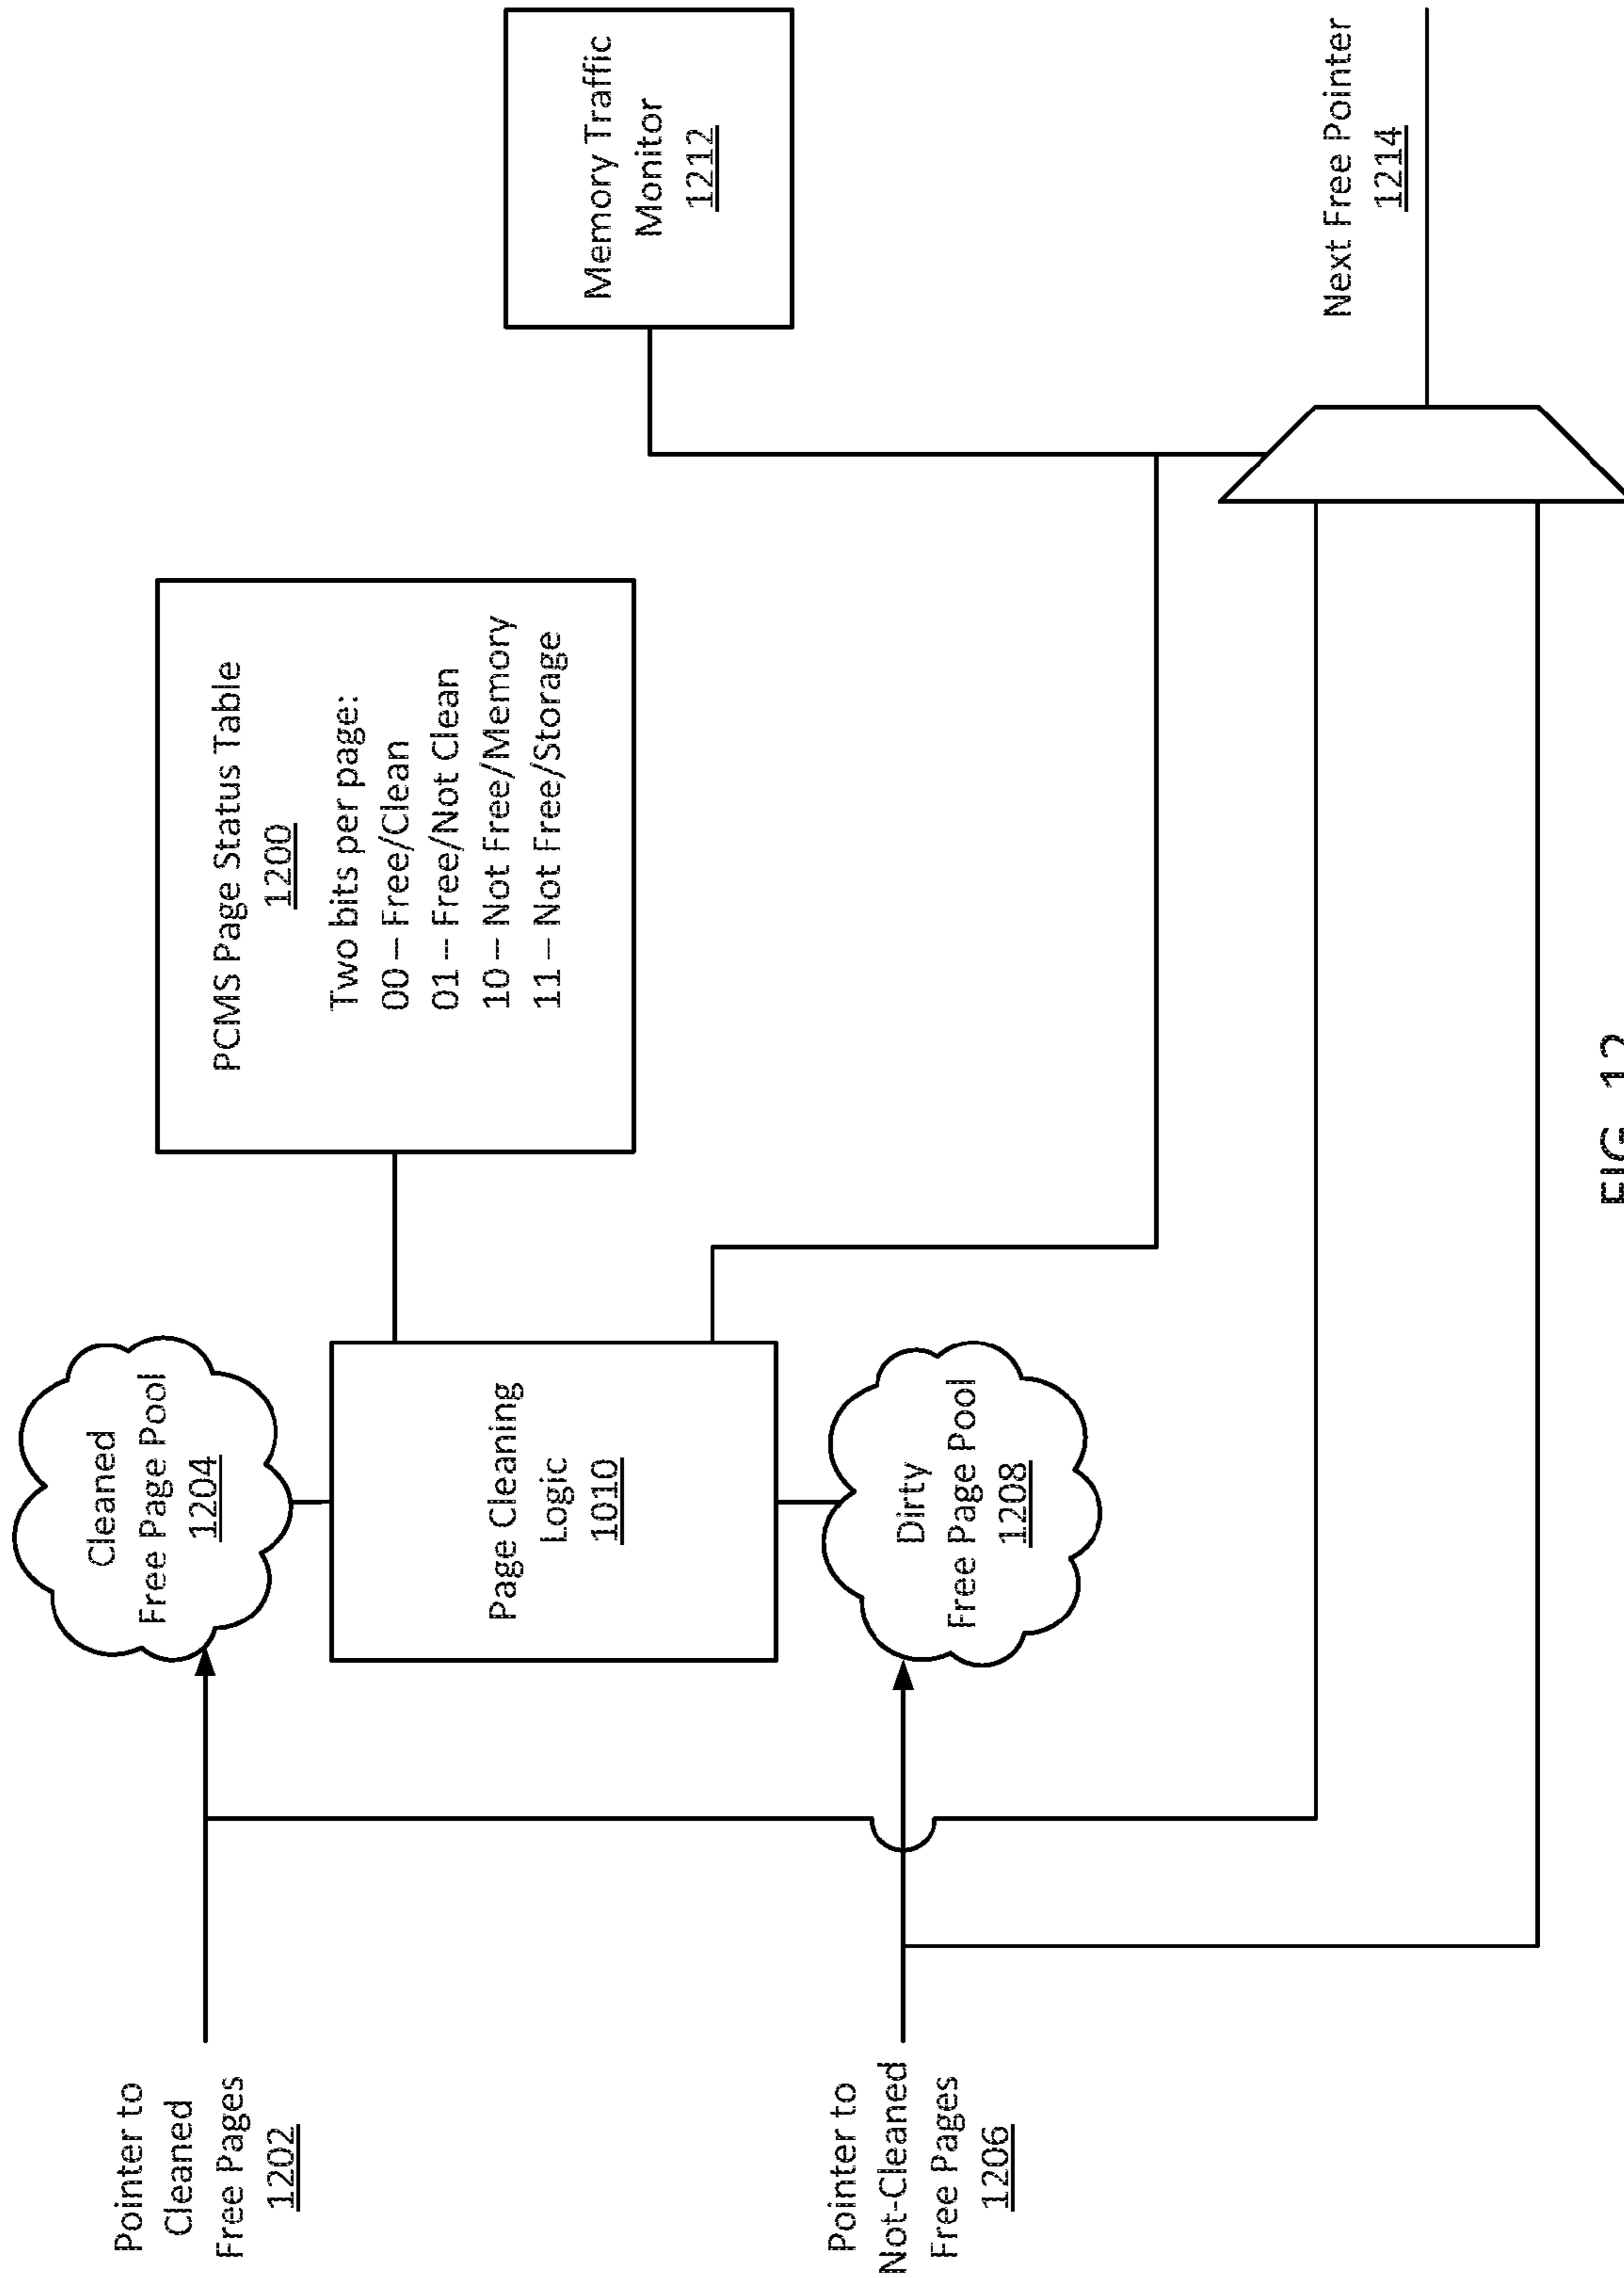 Pointer to
Cleaned
Free Pages
1202
Cleaned
Free Page Pool
1204
PCMS Page Status Table
1200
Two bits per page:
00 – Free/Clean
01 – Free/Not Clean
10 – Not Free/Memory
11 – Not Free/Storage
Page Cleaning
Logic
1010
Memory Traffic
Monitor
1212
Pointer to
Not-Cleaned
Free Pages
1206
Dirty
Free Page Pool
1208
Next Free Pointer
1214
FIG. 12